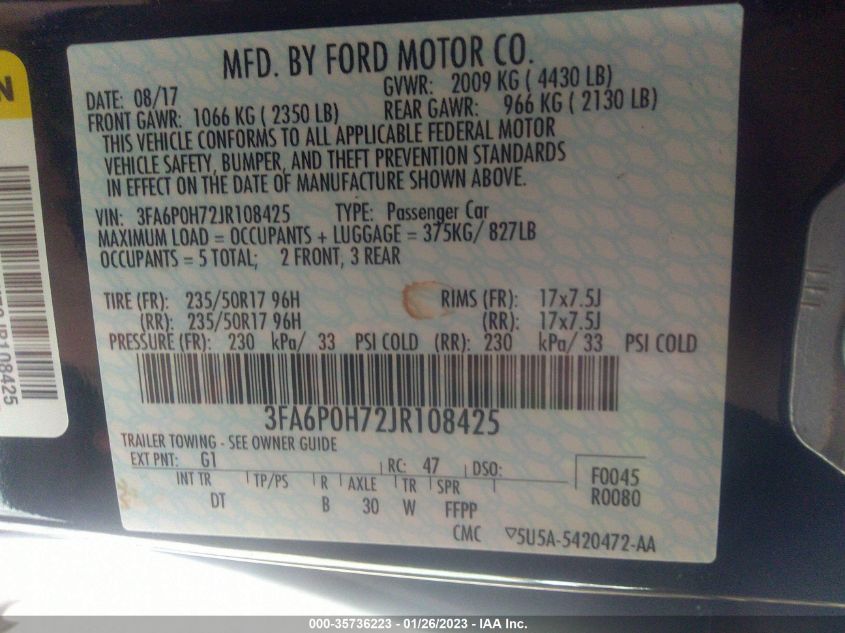 MFD. BY FORD MOTOR CO.
DATE: 08/17
GVWR: 2009 KG ( 4430 LB)
FRONT GAWR: 1066 KG ( 2350 LB)
REAR GAWR: 966 KG ( 2130 LB)
THIS VEHICLE CONFORMS TO ALL APPLICABLE FEDERAL MOTOR
VEHICLE SAFETY, BUMPER, AND THEFT PREVENTION STANDARDS
IN EFFECT ON THE DATE OF MANUFACTURE SHOWN ABOVE.
VIN: 3FA6P0H72JR108425 TYPE: Passenger Car
MAXIMUM LOAD = OCCUPANTS + LUGGAGE = 375KG/ 827LB
OCCUPANTS = 5 TOTAL; 2 FRONT, 3 REAR
TIRE (FR): 235/50R17 96H RIMS (FR): 17x7.5J
(RR): 235/50R17 96H (RR): 17x7.5J
PRESSURE (FR): 230 kPa/ 33 PSI COLD (RR): 230 kPa/ 33 PSI COLD
3FA6P0H72JR108425
TRAILER TOWING - SEE OWNER GUIDE
EXT PNT: G1 RC: 47 DSO:
INT TR TP/PS R AXLE TR SPR
DT B 30 W FFPP
F0045
R0080
CMC ▽5U5A-5420472-AA
N
JR108425
000-35736223 - 01/26/2023 - IAA Inc.